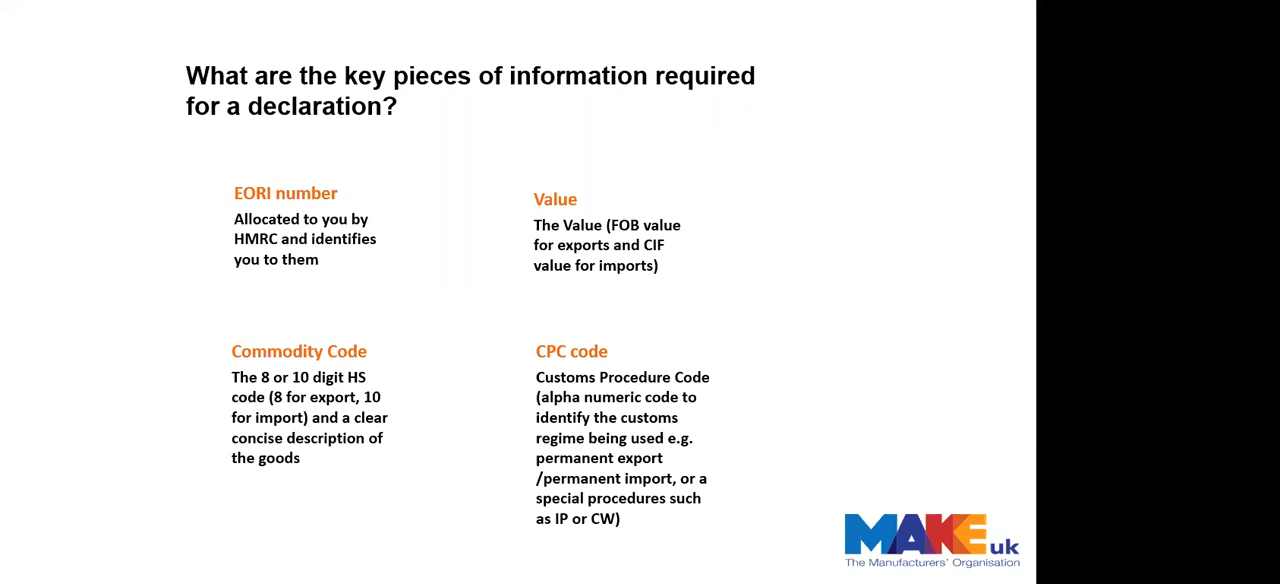 What are the key pieces of information required
for a declaration?
EORI number
Allocated to you by
HMRC and identifies
you to them
Value
The Value (FOB value
for exports and CIF
value for imports)
Commodity Code
The 8 or 10 digit HS
code (8 for export, 10
for import) and a clear
concise description of
the goods
CPC code
Customs Procedure Code
(alpha numeric code to
identify the customs
regime being used e.g.
permanent export
/permanent import, or a
special procedures such
as IP or CW)
MAKE uk
The Manufacturers' Organisation